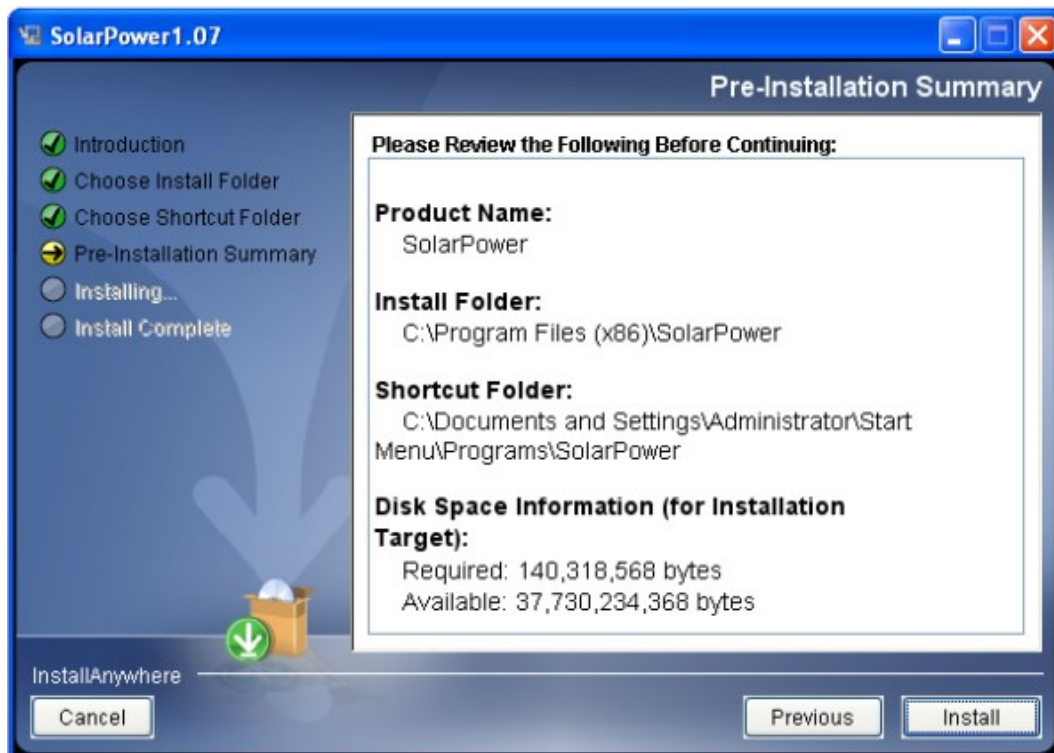 SolarPower1.07
Pre-Installation Summary
Introduction
Choose Install Folder
Choose Shortcut Folder
Pre-Installation Summary
Installing...
Install Complete
Please Review the Following Before Continuing:
Product Name:
SolarPower
Install Folder:
C:\Program Files (x86)\SolarPower
Shortcut Folder:
C:\Documents and Settings\Administrator\Start
Menu\Programs\SolarPower
Disk Space Information (for Installation
Target):
Required: 140,318,568 bytes
Available: 37,730,234,368 bytes
InstallAnywhere
Cancel
Previous
Install